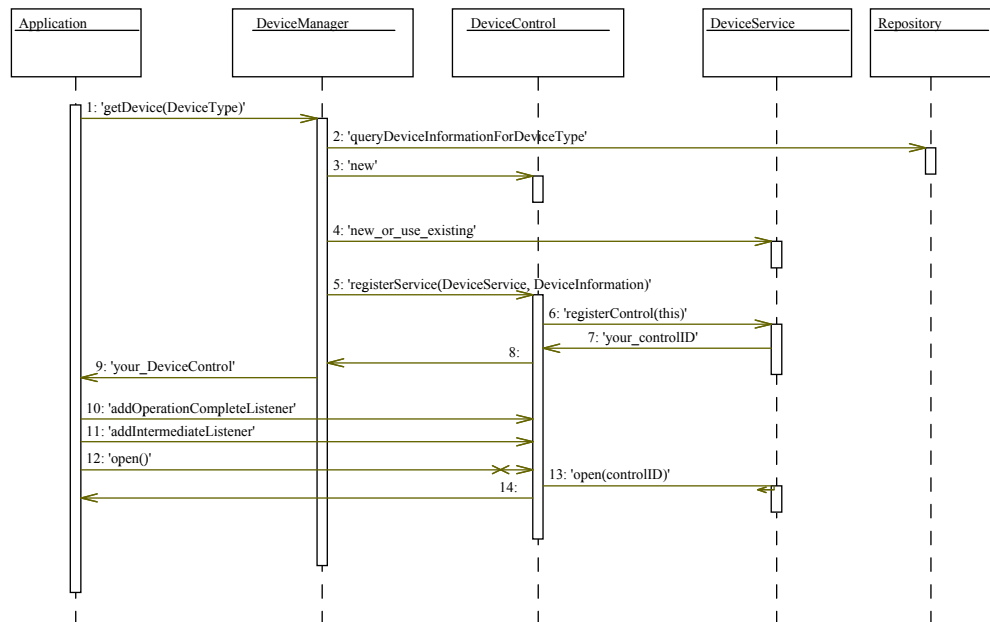 Application
DeviceManager
DeviceControl
DeviceService
Repository
1: 'getDevice(DeviceType)'
2: 'queryDeviceInformationForDeviceType'
3: 'new'
4: 'new_or_use_existing'
5: 'registerService(DeviceService, DeviceInformation)'
6: 'registerControl(this)'
7: 'your_controlID'
8:
9: 'your_DeviceControl'
10: 'addOperationCompleteListener'
11: 'addIntermediateListener'
12: 'open()'
13: 'open(controlID)'
14: